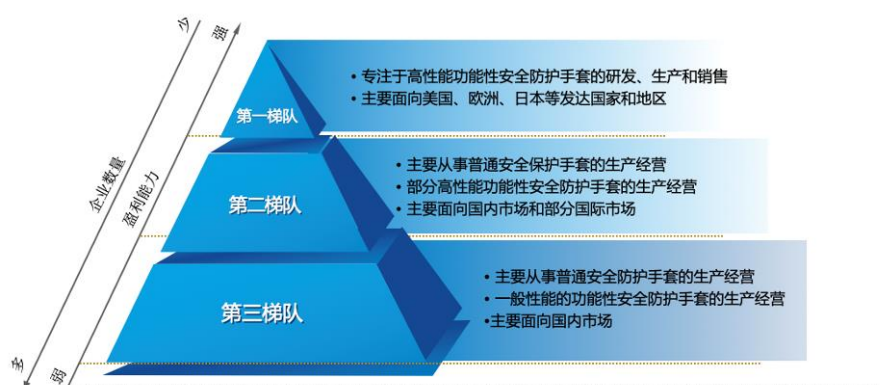 少
强
企业数量
盈利能力
多
弱
第一梯队
• 专注于高性能功能性安全防护手套的研发、生产和销售
• 主要面向美国、欧洲、日本等发达国家和地区
第二梯队
• 主要从事普通安全保护手套的生产经营
• 部分高性能功能性安全防护手套的生产经营
• 主要面向国内市场和部分国际市场
第三梯队
• 主要从事普通安全防护手套的生产经营
• 一般性能的功能性安全防护手套的生产经营
•主要面向国内市场